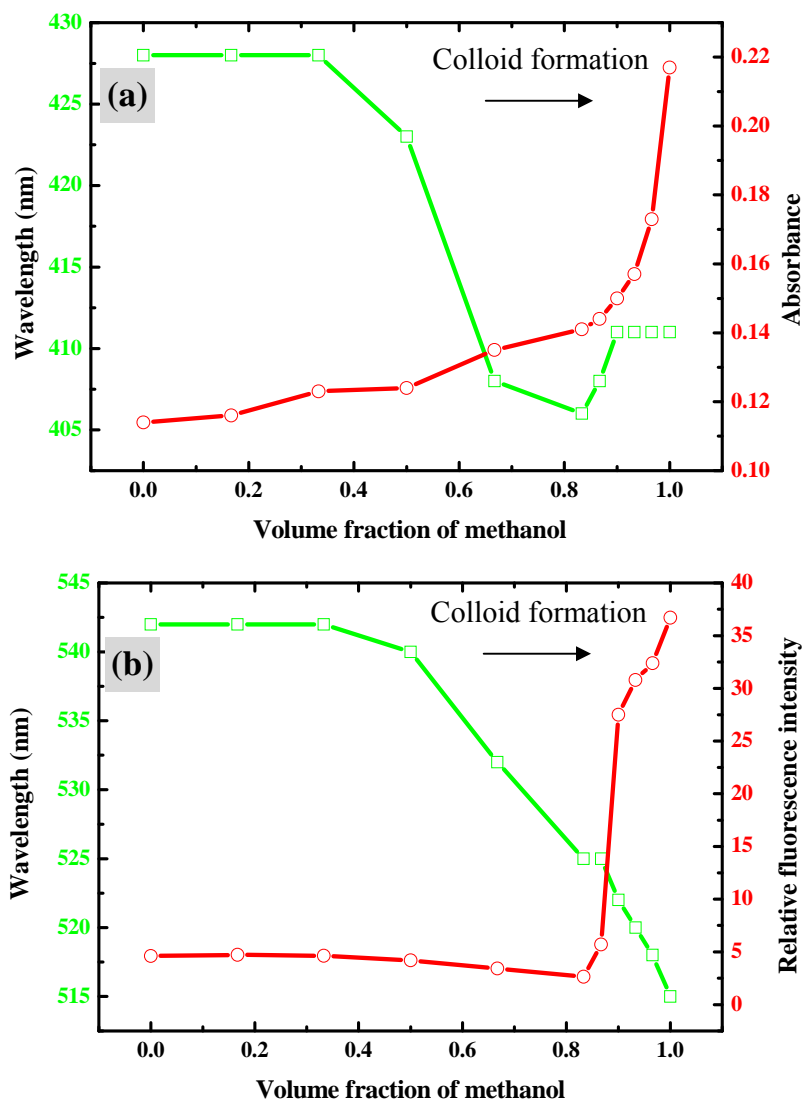 (a)
Colloid formation
Wavelength (nm)
430
425
420
415
410
405
0.22
0.20
0.18
0.16
0.14
0.12
0.10
Absorbance
0.0 0.2 0.4 0.6 0.8 1.0
Volume fraction of methanol
(b)
Colloid formation
Wavelength (nm)
545
540
535
530
525
520
515
40
35
30
25
20
15
10
5
0
Relative fluorescence intensity
0.0 0.2 0.4 0.6 0.8 1.0
Volume fraction of methanol